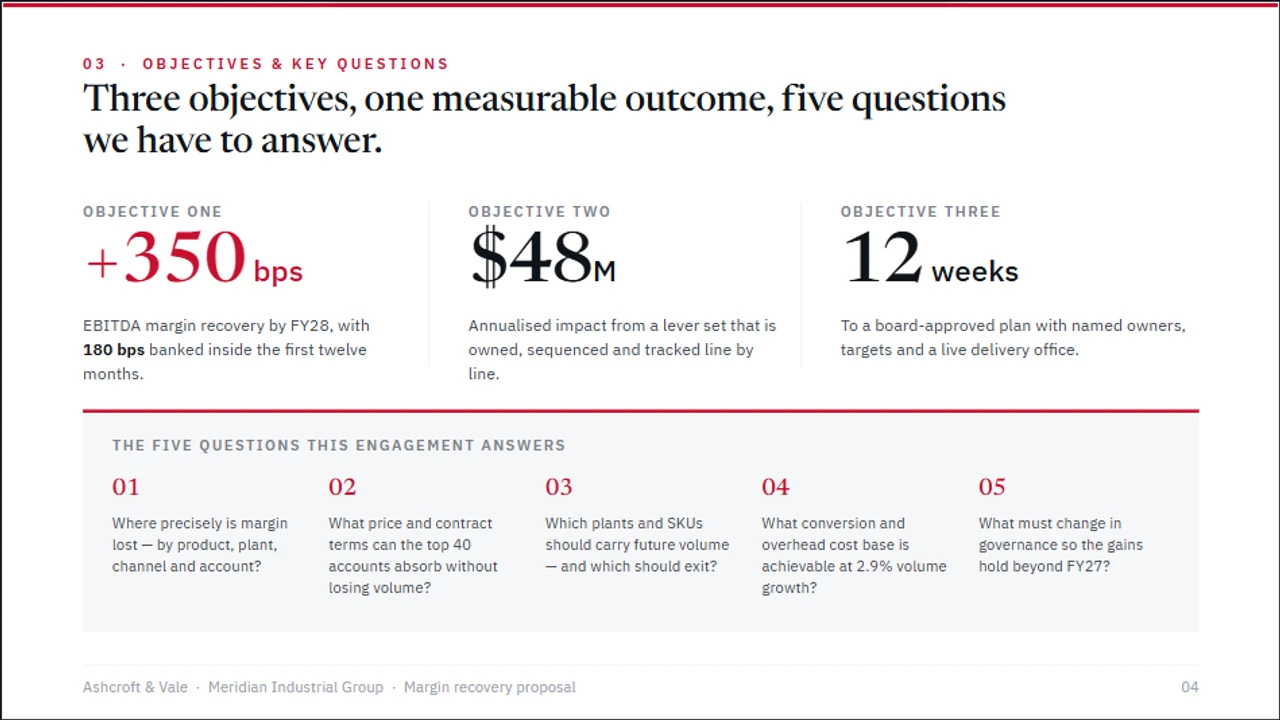 03 · OBJECTIVES & KEY QUESTIONS
Three objectives, one measurable outcome, five questions
we have to answer.
OBJECTIVE ONE
+350 bps
EBITDA margin recovery by FY28, with
180 bps banked inside the first twelve
months.
OBJECTIVE TWO
$48M
Annualised impact from a lever set that is
owned, sequenced and tracked line by
line.
OBJECTIVE THREE
12 weeks
To a board-approved plan with named owners,
targets and a live delivery office.
THE FIVE QUESTIONS THIS ENGAGEMENT ANSWERS
01
Where precisely is margin
lost — by product, plant,
channel and account?
02
What price and contract
terms can the top 40
accounts absorb without
losing volume?
03
Which plants and SKUs
should carry future volume
— and which should exit?
04
What conversion and
overhead cost base is
achievable at 2.9% volume
growth?
05
What must change in
governance so the gains
hold beyond FY27?
Ashcroft & Vale · Meridian Industrial Group · Margin recovery proposal
04